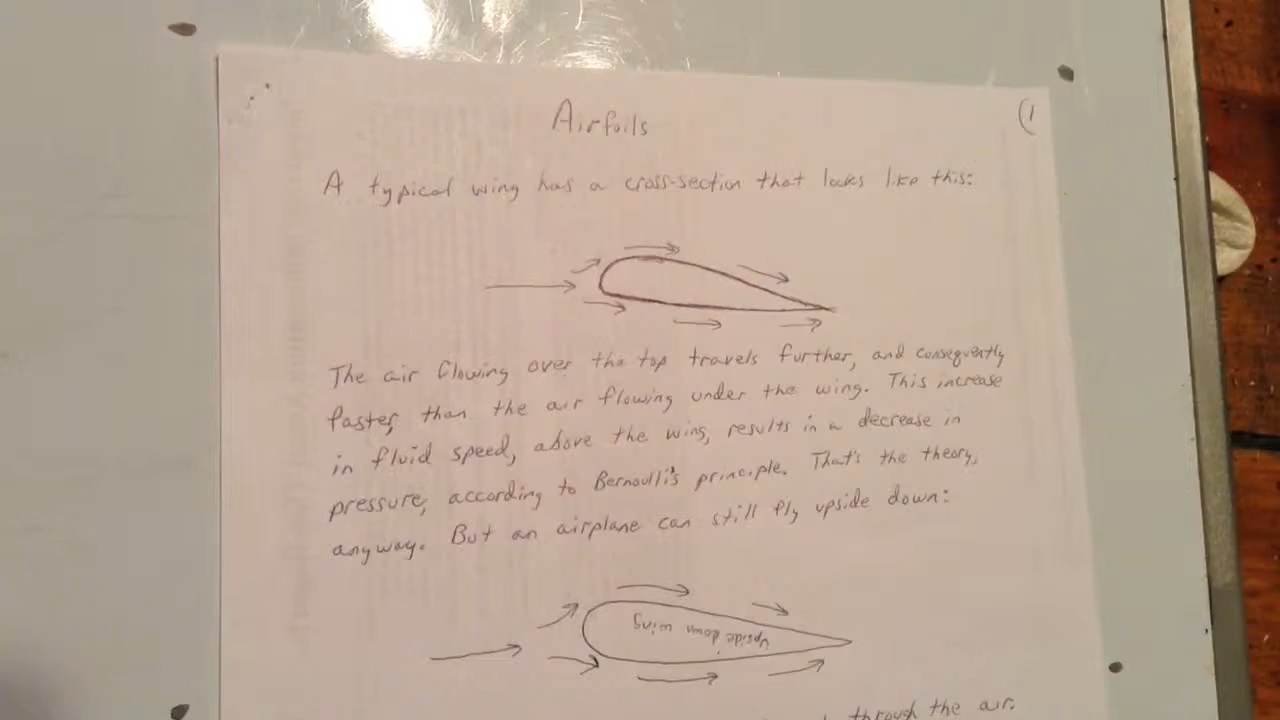 Airfoils
(1
A typical wing has a cross-section that looks like this:
The air flowing over the top travels further, and consequently
faster, than the air flowing under the wing. This increase
in fluid speed, above the wing, results in a decrease in
pressure, according to Bernoulli's principle. That's the theory,
anyway. But an airplane can still fly upside down:
upside down wing
through the air.